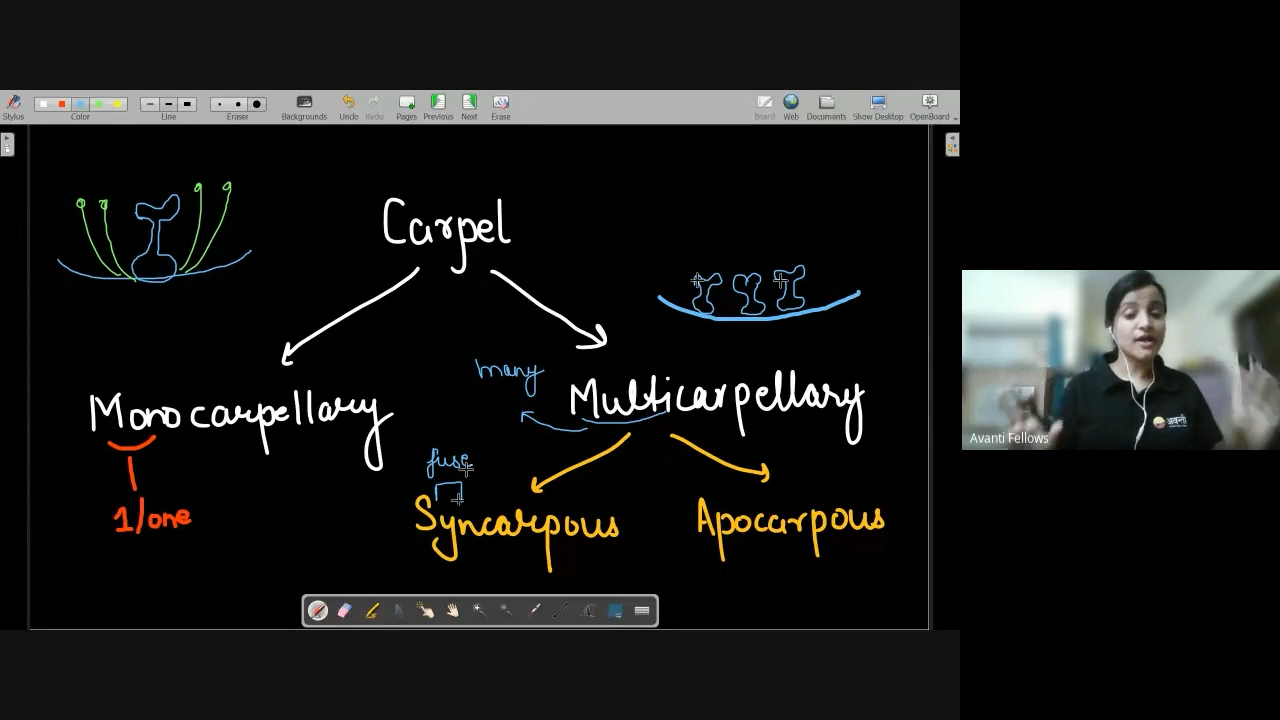 Stylus
Color
Line
Eraser
Backgrounds
Undo
Redo
Pages
Previous
Next
Erase
Board
Web
Documents
Show Desktop
OpenBoard
Carpel
many
Monocarpellary
Multicarpellary
fuse
1/one
Syncarpous
Apocarpous
अवन्ती
Avanti Fellows